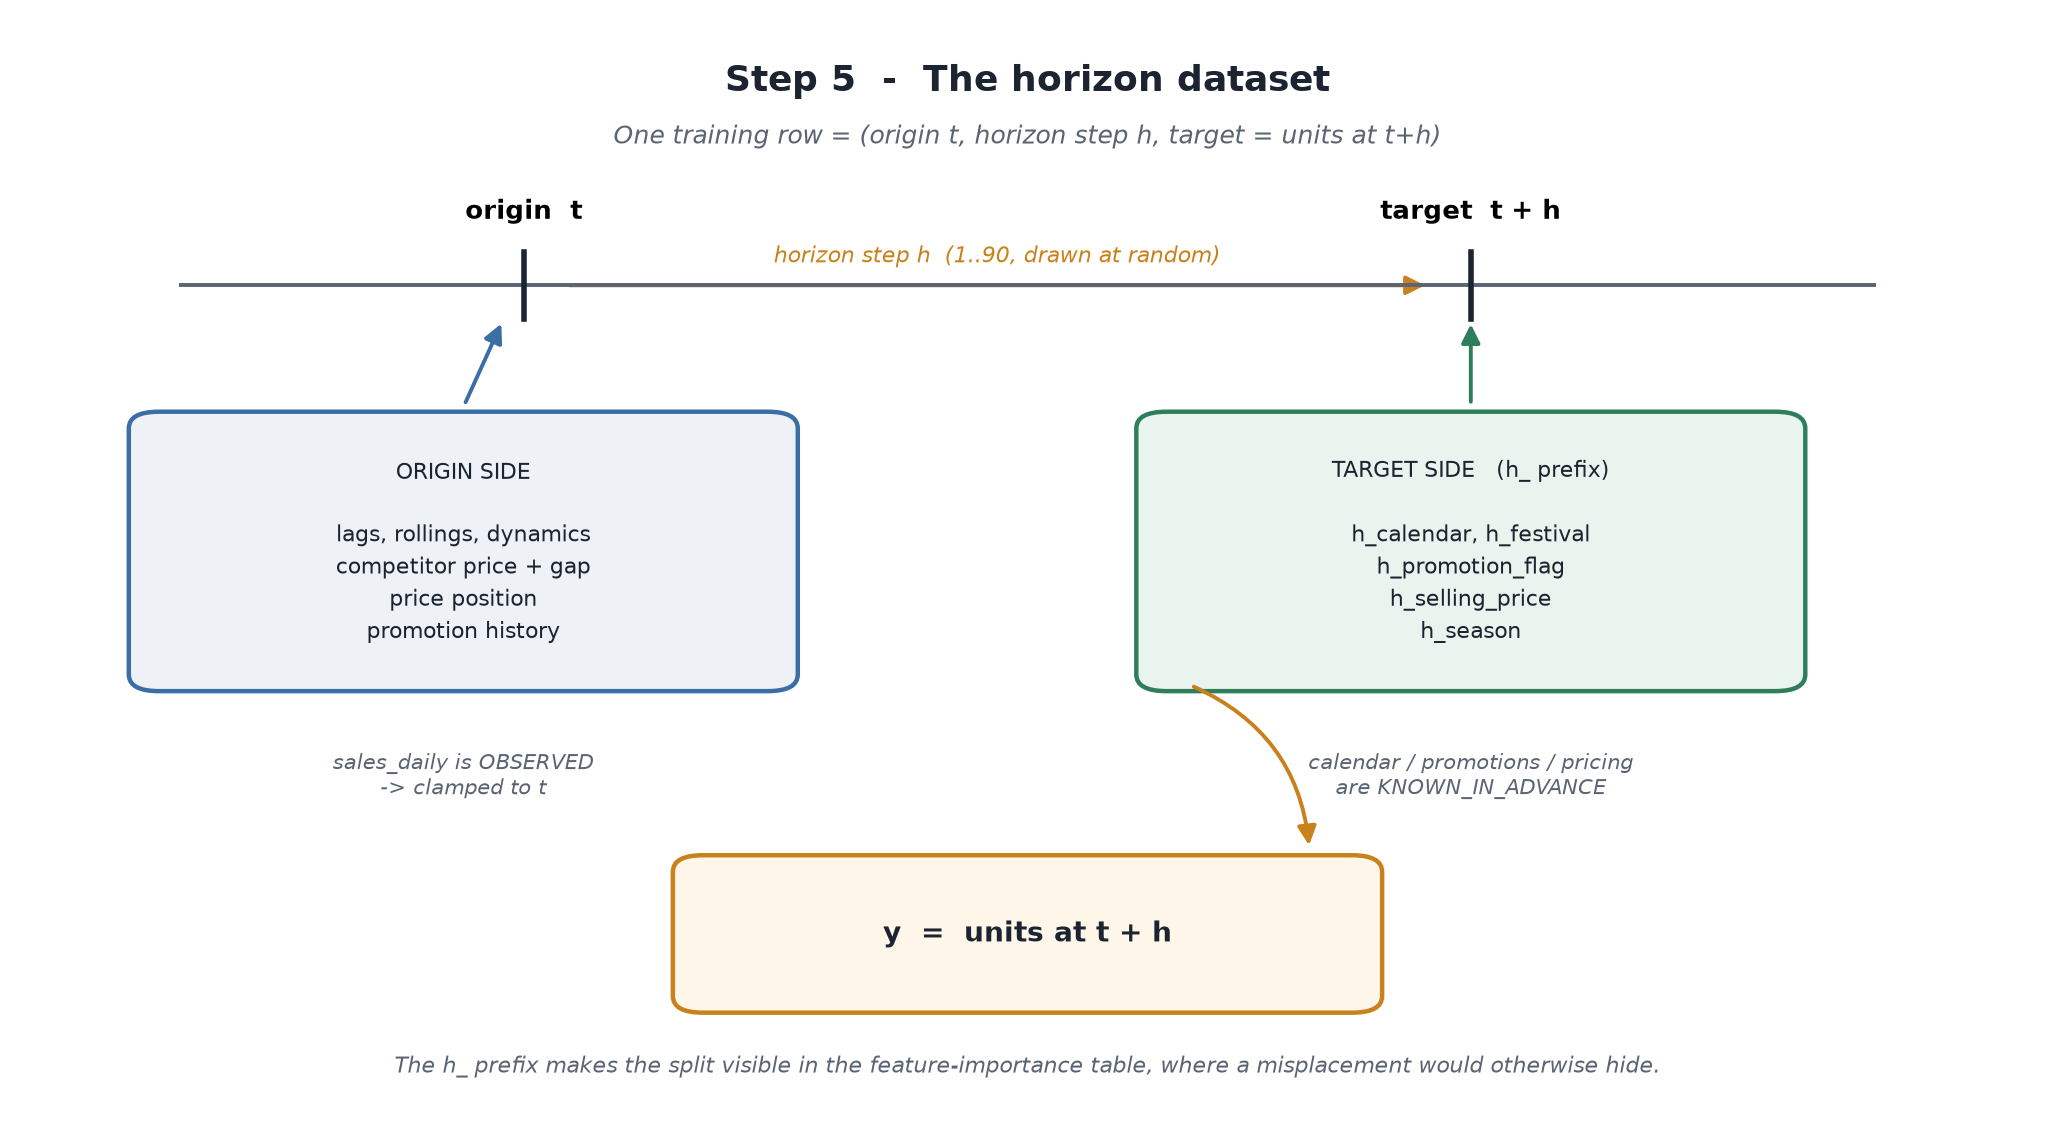 Step 5 - The horizon dataset
One training row = (origin t, horizon step h, target = units at t+h)
origin t
target t + h
horizon step h (1..90, drawn at random)
ORIGIN SIDE
lags, rollings, dynamics
competitor price + gap
price position
promotion history
TARGET SIDE (h_ prefix)
h_calendar, h_festival
h_promotion_flag
h_selling_price
h_season
sales_daily is OBSERVED
-> clamped to t
calendar / promotions / pricing
are KNOWN_IN_ADVANCE
y = units at t + h
The h_ prefix makes the split visible in the feature-importance table, where a misplacement would otherwise hide.